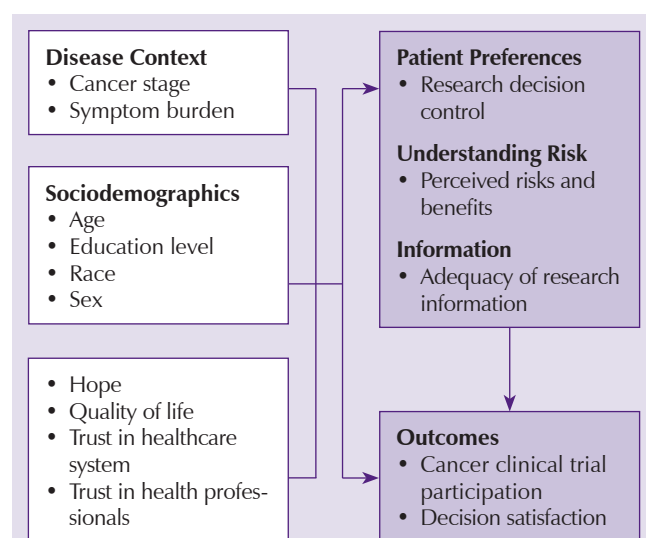 Disease Context
• Cancer stage
• Symptom burden
Sociodemographics
• Age
• Education level
• Race
• Sex
• Hope
• Quality of life
• Trust in healthcare
system
• Trust in health profes-
sionals
Patient Preferences
• Research decision
control
Understanding Risk
• Perceived risks and
benefits
Information
• Adequacy of research
information
Outcomes
• Cancer clinical trial
participation
• Decision satisfaction